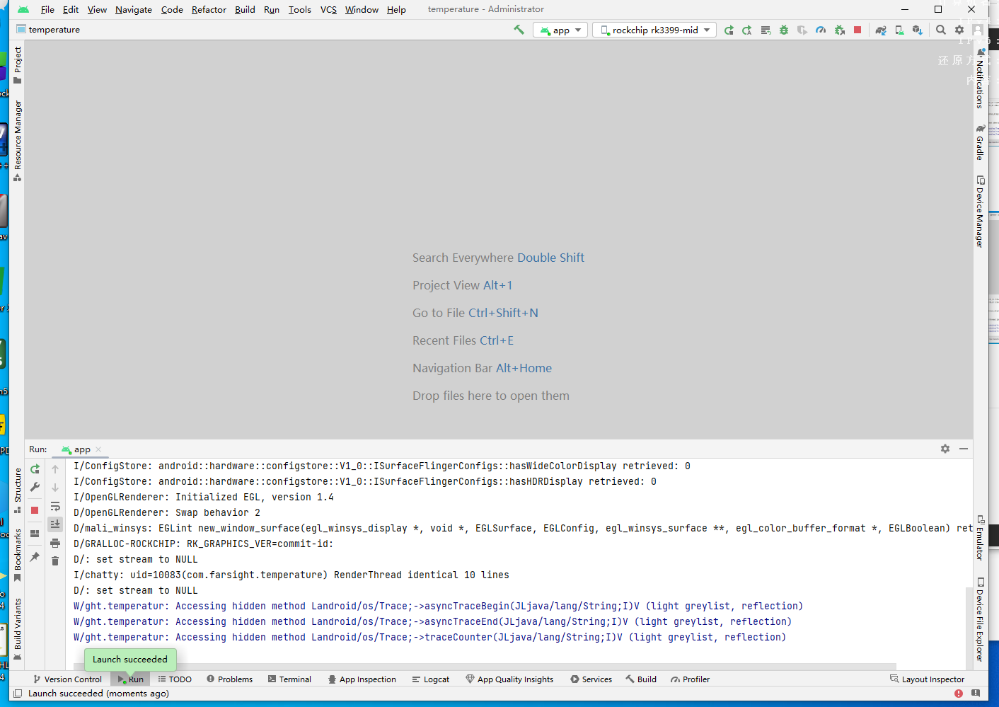 File Edit View Navigate Code Refactor Build Run Tools VCS Window Help temperature - Administrator
temperature
app
rockchip rk3399-mid
还原方式:
Project
Resource Manager
Structure
Bookmarks
Build Variants
Notifications
Gradle
Device Manager
Emulator
Device File Explorer
Search Everywhere Double Shift
Project View Alt+1
Go to File Ctrl+Shift+N
Recent Files Ctrl+E
Navigation Bar Alt+Home
Drop files here to open them
Run: app
I/ConfigStore: android::hardware::configstore::V1_0::ISurfaceFlingerConfigs::hasWideColorDisplay retrieved: 0
I/ConfigStore: android::hardware::configstore::V1_0::ISurfaceFlingerConfigs::hasHDRDisplay retrieved: 0
I/OpenGLRenderer: Initialized EGL, version 1.4
D/OpenGLRenderer: Swap behavior 2
D/mali_winsys: EGLint new_window_surface(egl_winsys_display *, void *, EGLSurface, EGLConfig, egl_winsys_surface **, egl_color_buffer_format *, EGLBoolean) ret
D/GRALLOC-ROCKCHIP: RK_GRAPHICS_VER=commit-id:
D/: set stream to NULL
I/chatty: uid=10083(com.farsight.temperature) RenderThread identical 10 lines
D/: set stream to NULL
W/ght.temperatur: Accessing hidden method Landroid/os/Trace;->asyncTraceBegin(JLjava/lang/String;I)V (light greylist, reflection)
W/ght.temperatur: Accessing hidden method Landroid/os/Trace;->asyncTraceEnd(JLjava/lang/String;I)V (light greylist, reflection)
W/ght.temperatur: Accessing hidden method Landroid/os/Trace;->traceCounter(JLjava/lang/String;I)V (light greylist, reflection)
Launch succeeded
Version Control Run TODO Problems Terminal App Inspection Logcat App Quality Insights Services Build Profiler Layout Inspector
Launch succeeded (moments ago)